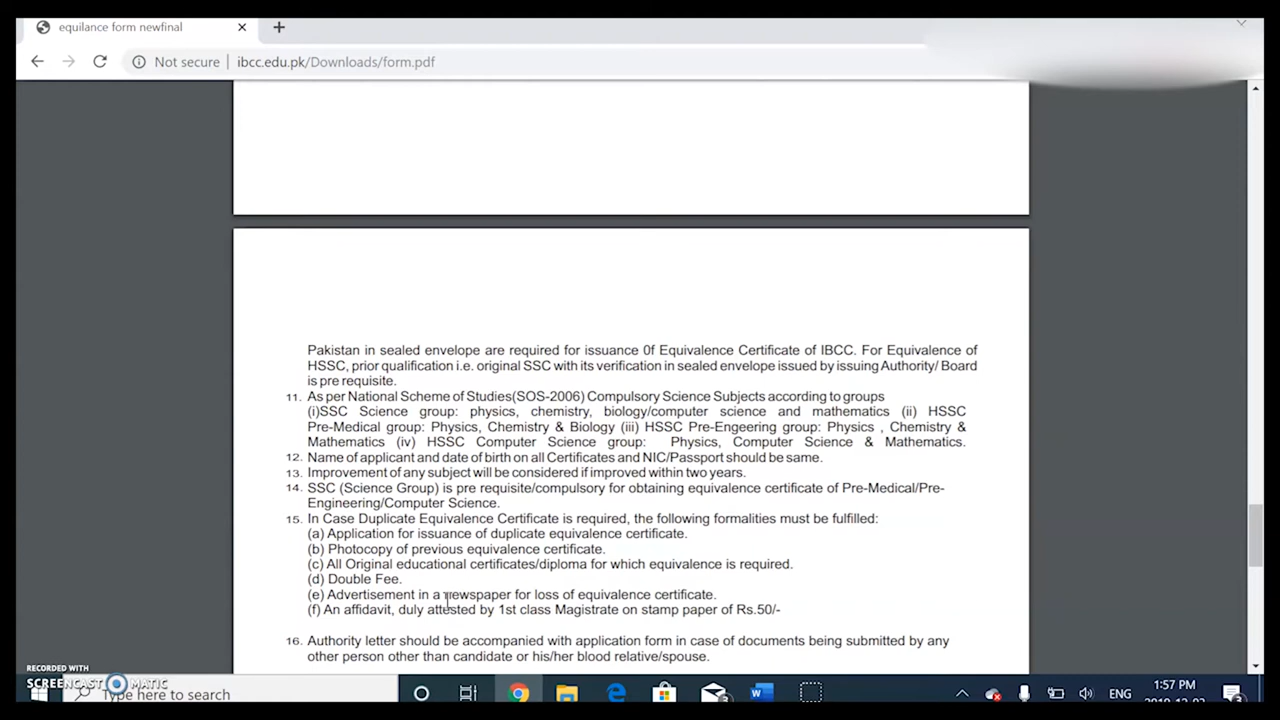 equilance form newfinal
Not secure
ibcc.edu.pk/Downloads/form.pdf
Pakistan in sealed envelope are required for issuance 0f Equivalence Certificate of IBCC. For Equivalence of
HSSC, prior qualification i.e. original SSC with its verification in sealed envelope issued by issuing Authority/ Board
is pre requisite.
11. As per National Scheme of Studies(SOS-2006) Compulsory Science Subjects according to groups
(i)SSC Science group: physics, chemistry, biology/computer science and mathematics (ii) HSSC
Pre-Medical group: Physics, Chemistry & Biology (iii) HSSC Pre-Engeering group: Physics , Chemistry &
Mathematics (iv) HSSC Computer Science group: Physics, Computer Science & Mathematics.
12. Name of applicant and date of birth on all Certificates and NIC/Passport should be same.
13. Improvement of any subject will be considered if improved within two years.
14. SSC (Science Group) is pre requisite/compulsory for obtaining equivalence certificate of Pre-Medical/Pre-
Engineering/Computer Science.
15. In Case Duplicate Equivalence Certificate is required, the following formalities must be fulfilled:
(a) Application for issuance of duplicate equivalence certificate.
(b) Photocopy of previous equivalence certificate.
(c) All Original educational certificates/diploma for which equivalence is required.
(d) Double Fee.
(e) Advertisement in a newspaper for loss of equivalence certificate.
(f) An affidavit, duly attested by 1st class Magistrate on stamp paper of Rs.50/-
16. Authority letter should be accompanied with application form in case of documents being submitted by any
other person other than candidate or his/her blood relative/spouse.
RECORDED WITH
SCREENCAST MATIC
Type here to search
ENG
1:57 PM